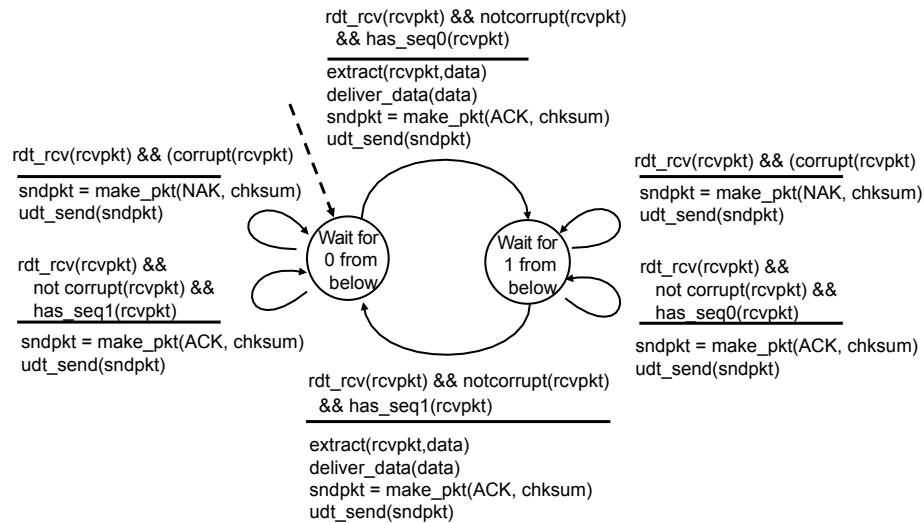 rdt_rcv(rcvpkt) && notcorrupt(rcvpkt)
&& has_seq0(rcvpkt)
extract(rcvpkt,data)
deliver_data(data)
sndpkt = make_pkt(ACK, chksum)
udt_send(sndpkt)
rdt_rcv(rcvpkt) && (corrupt(rcvpkt)
sndpkt = make_pkt(NAK, chksum)
udt_send(sndpkt)
rdt_rcv(rcvpkt) &&
not corrupt(rcvpkt) &&
has_seq1(rcvpkt)
sndpkt = make_pkt(ACK, chksum)
udt_send(sndpkt)
Wait for
0 from
below
Wait for
1 from
below
rdt_rcv(rcvpkt) && (corrupt(rcvpkt)
sndpkt = make_pkt(NAK, chksum)
udt_send(sndpkt)
rdt_rcv(rcvpkt) &&
not corrupt(rcvpkt) &&
has_seq0(rcvpkt)
sndpkt = make_pkt(ACK, chksum)
udt_send(sndpkt)
rdt_rcv(rcvpkt) && notcorrupt(rcvpkt)
&& has_seq1(rcvpkt)
extract(rcvpkt,data)
deliver_data(data)
sndpkt = make_pkt(ACK, chksum)
udt_send(sndpkt)